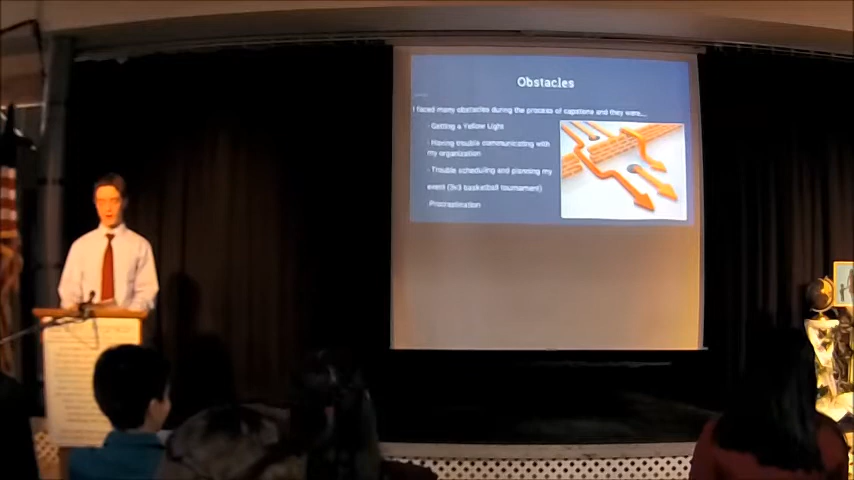 Obstacles
I faced many obstacles during the process of capstone and they were....
- Getting a Yellow Light
- Having trouble communicating with
my organization
- Trouble scheduling and planning my
event (3v3 basketball tournament)
Procrastination